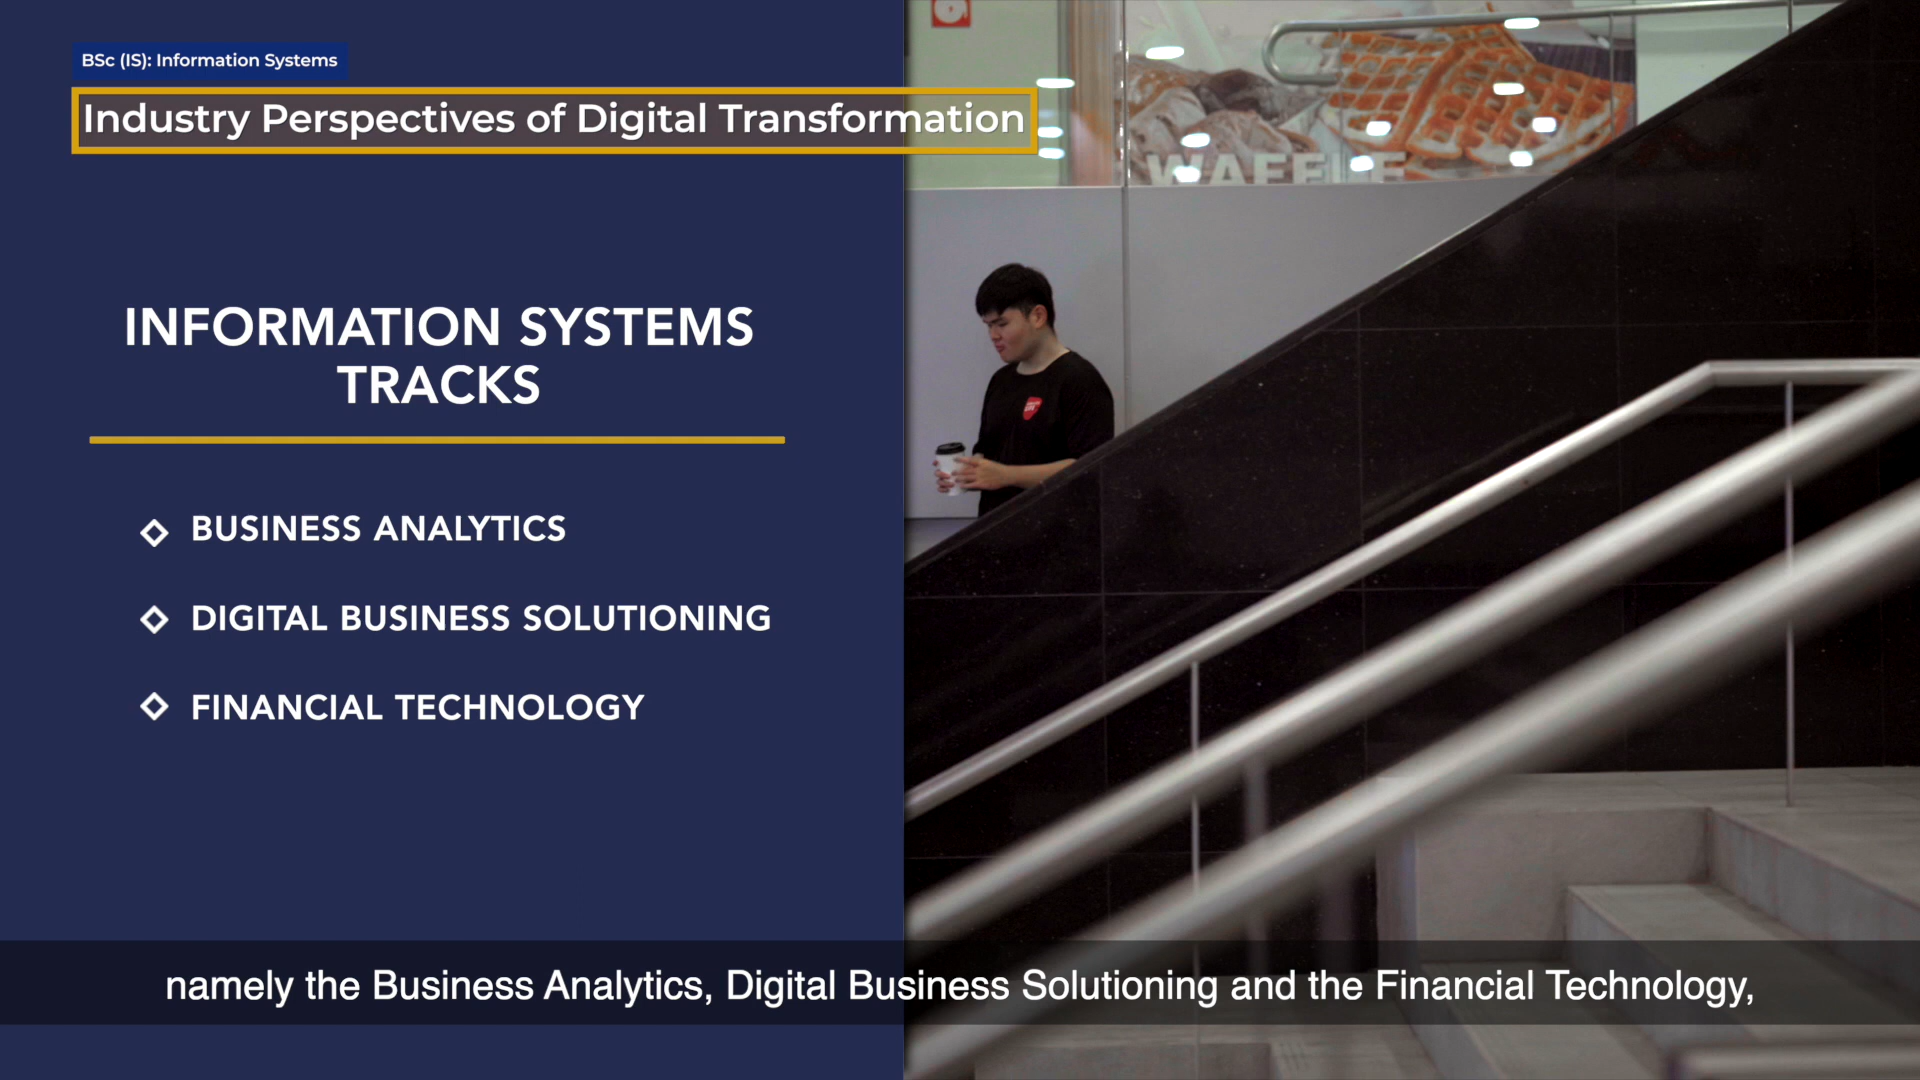 BSc (IS): Information Systems
Industry Perspectives of Digital Transformation
INFORMATION SYSTEMS
TRACKS
BUSINESS ANALYTICS
DIGITAL BUSINESS SOLUTIONING
FINANCIAL TECHNOLOGY
WAFFLE
namely the Business Analytics, Digital Business Solutioning and the Financial Technology,